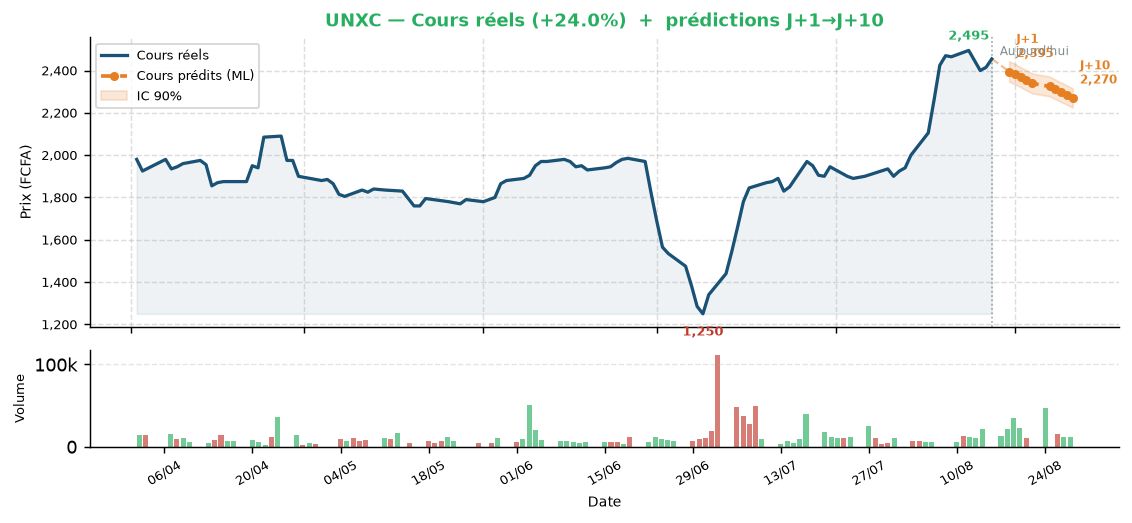 UNXC — Cours réels (+24.0%)  +  prédictions J+1→J+10
Cours réels
Cours prédits (ML)
IC 90%
2,495
J+1
2,395
Aujourd'hui
J+10
2,270
Prix (FCFA)
2,400
2,200
2,000
1,800
1,600
1,400
1,200
1,250
Volume
100k
0
06/04
20/04
04/05
18/05
01/06
15/06
29/06
13/07
27/07
10/08
24/08
Date